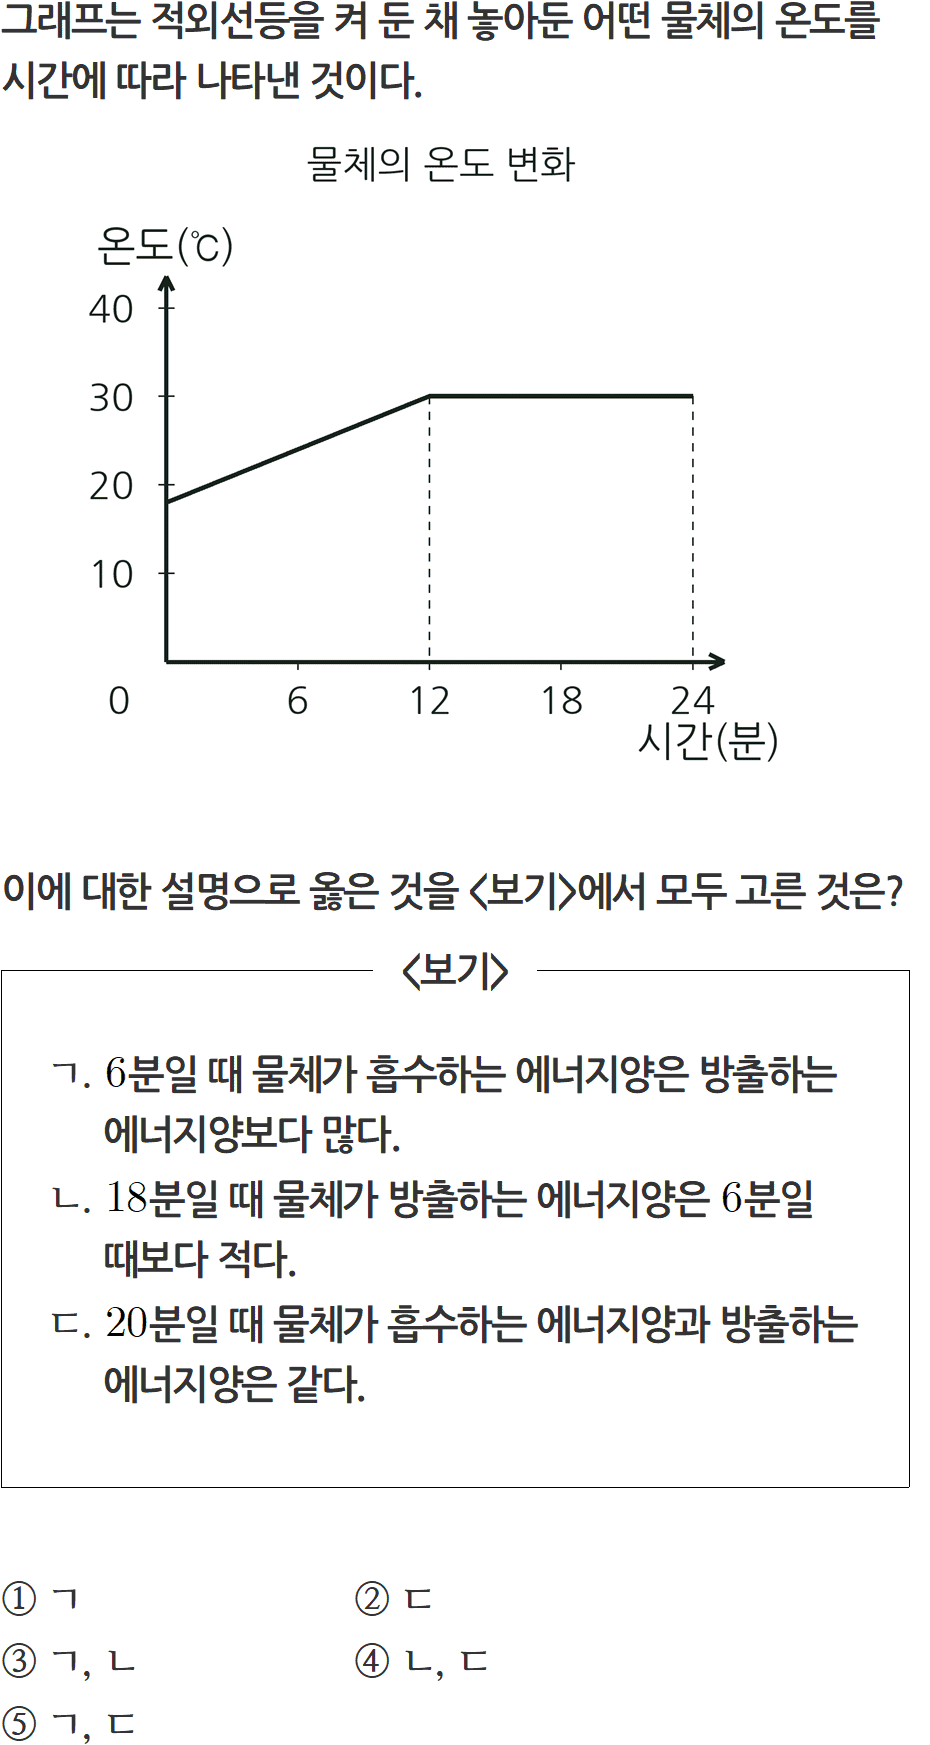 그래프는 적외선등을 켜 둔 채 놓아둔 어떤 물체의 온도를
시간에 따라 나타낸 것이다.
물체의 온도 변화
온도(℃)
40
30
20
10
0 6 12 18 24
시간(분)
이에 대한 설명으로 옳은 것을 <보기>에서 모두 고른 것은?
<보기>
ㄱ. 6분일 때 물체가 흡수하는 에너지양은 방출하는
에너지양보다 많다.
ㄴ. 18분일 때 물체가 방출하는 에너지양은 6분일
때보다 적다.
ㄷ. 20분일 때 물체가 흡수하는 에너지양과 방출하는
에너지양은 같다.
① ㄱ ② ㄷ
③ ㄱ, ㄴ ④ ㄴ, ㄷ
⑤ ㄱ, ㄷ